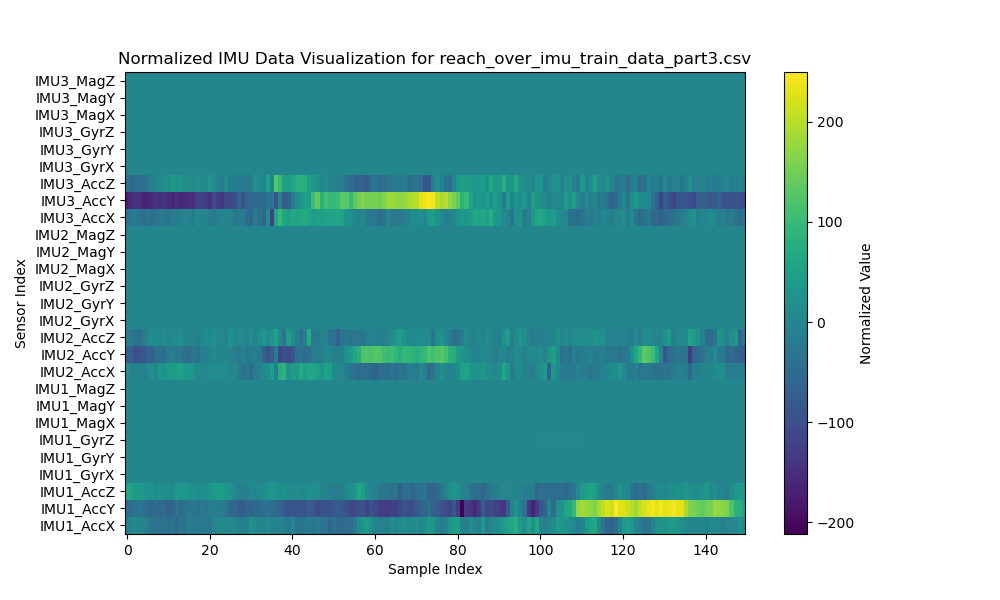 Normalized IMU Data Visualization for reach_over_imu_train_data_part3.csv
IMU3_MagZ
IMU3_MagY
IMU3_MagX
IMU3_GyrZ
IMU3_GyrY
IMU3_GyrX
IMU3_AccZ
IMU3_AccY
IMU3_AccX
IMU2_MagZ
IMU2_MagY
IMU2_MagX
IMU2_GyrZ
IMU2_GyrY
IMU2_GyrX
IMU2_AccZ
IMU2_AccY
IMU2_AccX
IMU1_MagZ
IMU1_MagY
IMU1_MagX
IMU1_GyrZ
IMU1_GyrY
IMU1_GyrX
IMU1_AccZ
IMU1_AccY
IMU1_AccX
Sensor Index
0 20 40 60 80 100 120 140
Sample Index
200
100
0
−100
−200
Normalized Value